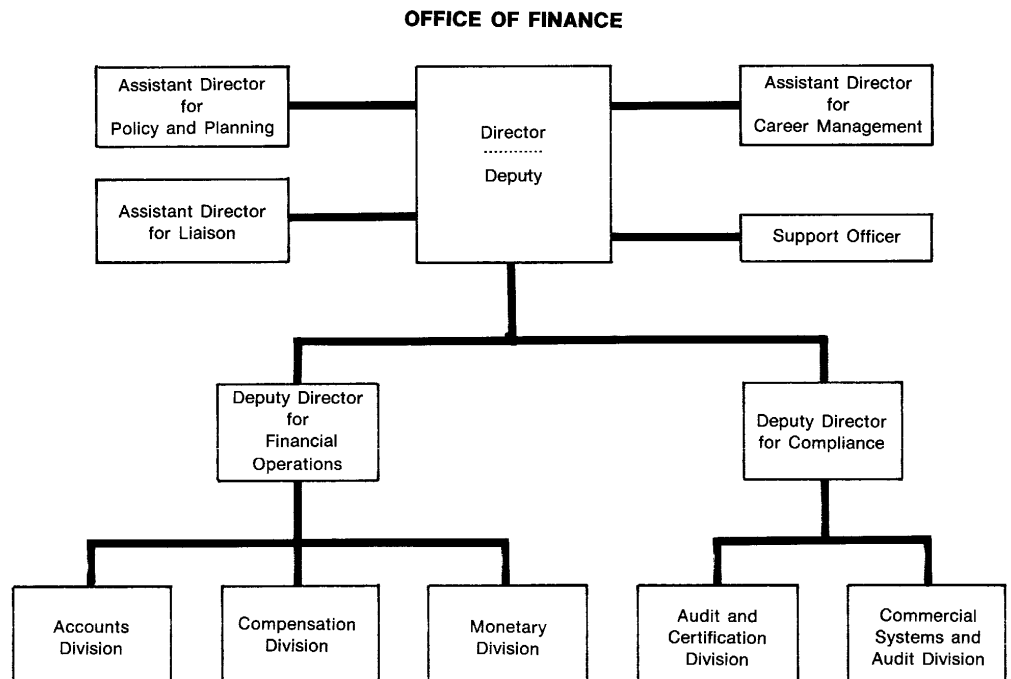 OFFICE OF FINANCE
Assistant Director
for
Policy and Planning
Director
Deputy
Assistant Director
for
Career Management
Assistant Director
for Liaison
Support Officer
Deputy Director
for
Financial
Operations
Deputy Director
for Compliance
Accounts
Division
Compensation
Division
Monetary
Division
Audit and
Certification
Division
Commercial
Systems and
Audit Division